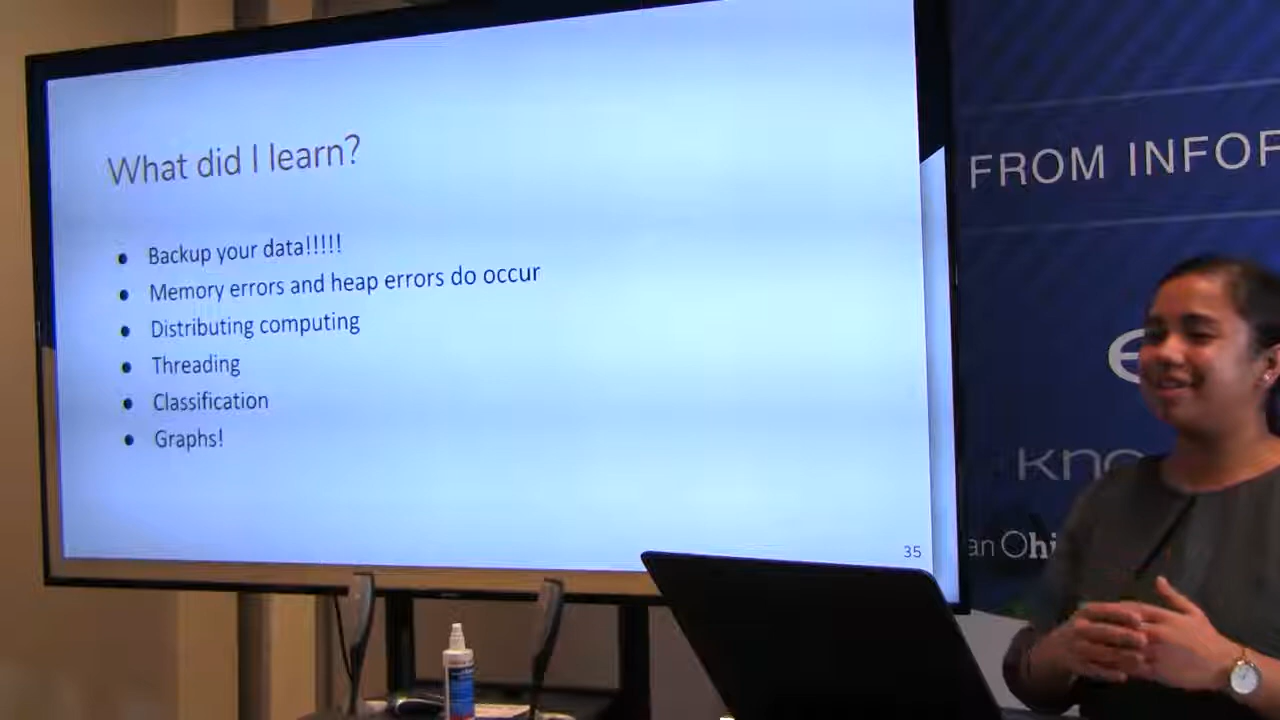 What did I learn?
Backup your data!!!!!
Memory errors and heap errors do occur
Distributing computing
Threading
Classification
Graphs!
35
FROM INFOR
e
kno
an Ohi